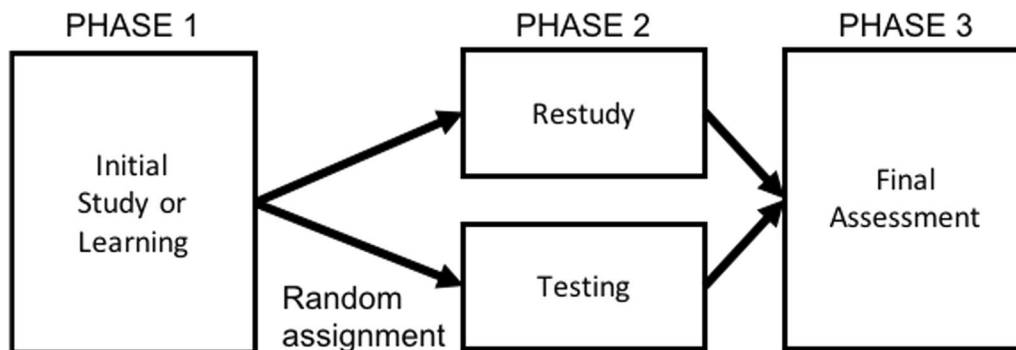 PHASE 1
PHASE 2
PHASE 3
Initial
Study or
Learning
Random
assignment
Restudy
Testing
Final
Assessment